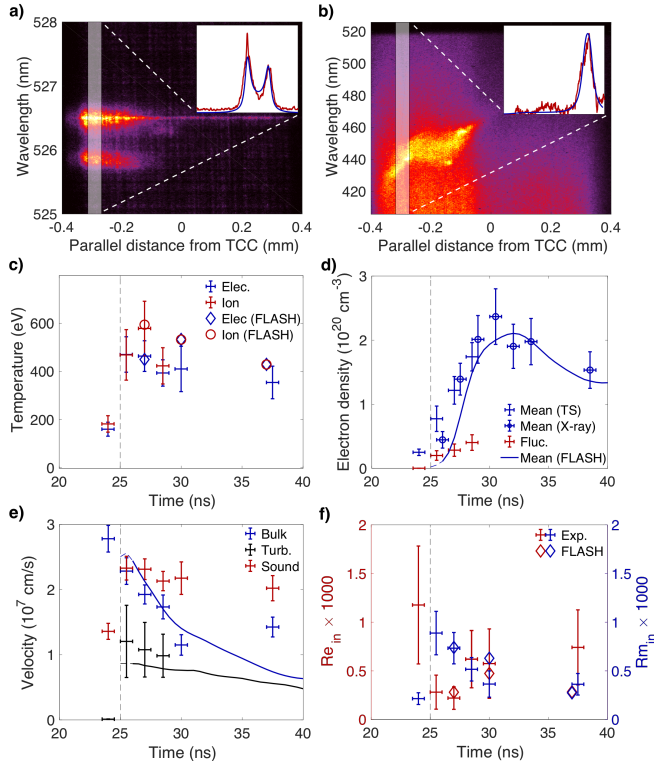 a)
b)
528
527
526
525
Wavelength (nm)
-0.4
-0.2
0
0.2
0.4
Parallel distance from TCC (mm)
520
500
480
460
440
420
Wavelength (nm)
-0.4
-0.2
0
0.2
0.4
Parallel distance from TCC (mm)
c)
Temperature (eV)
600
400
200
0
20
25
30
35
40
Time (ns)
Elec.
Ion
Elec (FLASH)
Ion (FLASH)
d)
Electron density (10^20 cm^-3)
3
2
1
0
20
25
30
35
40
Time (ns)
Mean (TS)
Mean (X-ray)
Fluc.
Mean (FLASH)
e)
Velocity (10^7 cm/s)
3
2
1
0
20
25
30
35
40
Time (ns)
Bulk
Turb.
Sound
f)
Re_in × 1000
2
1.5
1
0.5
0
20
25
30
35
40
Time (ns)
Exp.
FLASH
2
1.5
1
0.5
0
Rm_in × 1000